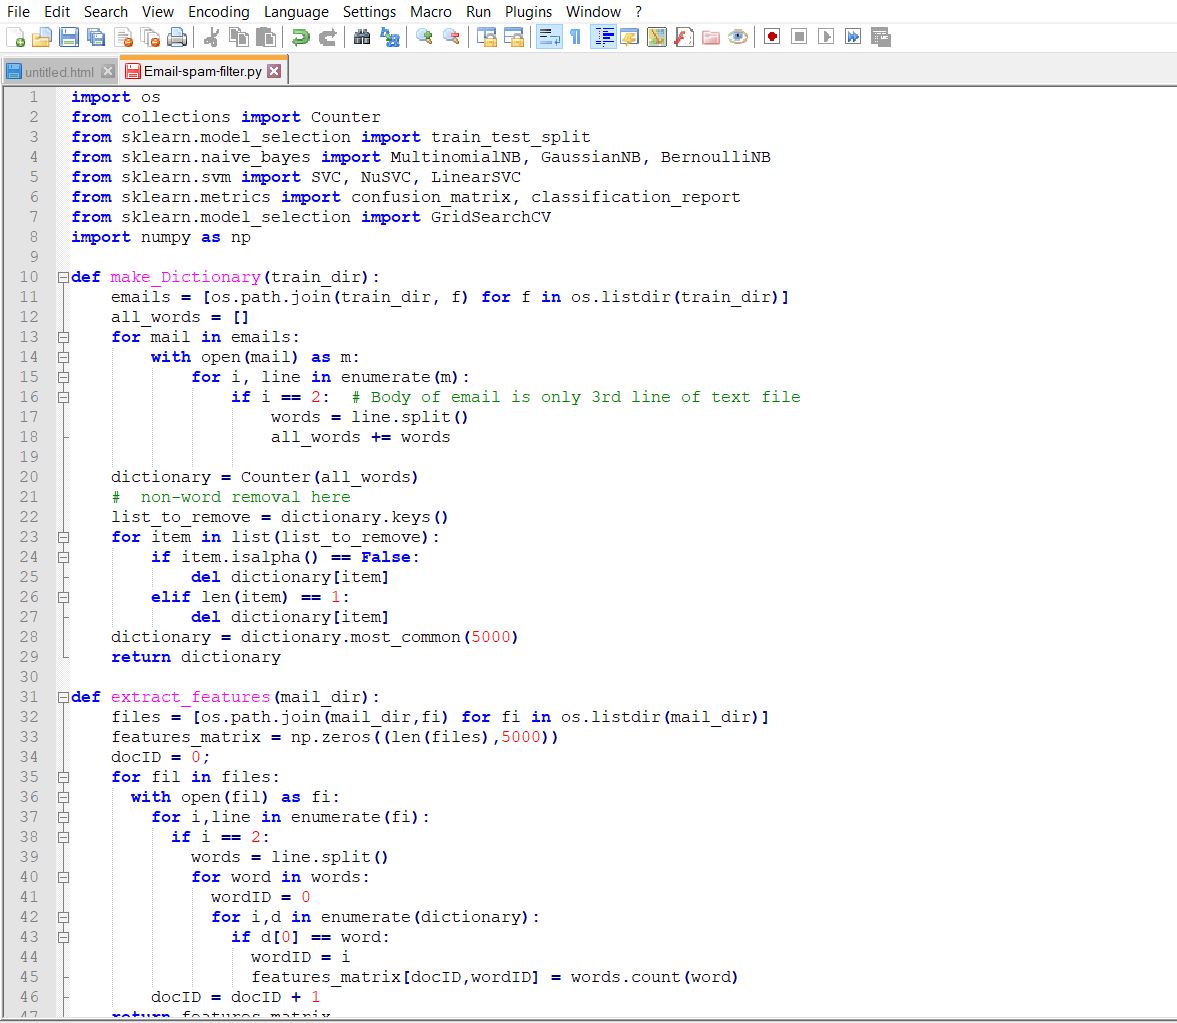 File Edit Search View Encoding Language Settings Macro Run Plugins Window ?
untitled.html Email-spam-filter.py
1 import os
2 from collections import Counter
3 from sklearn.model_selection import train_test_split
4 from sklearn.naive_bayes import MultinomialNB, GaussianNB, BernoulliNB
5 from sklearn.svm import SVC, NuSVC, LinearSVC
6 from sklearn.metrics import confusion_matrix, classification_report
7 from sklearn.model_selection import GridSearchCV
8 import numpy as np
9
10 def make_Dictionary(train_dir):
11     emails = [os.path.join(train_dir, f) for f in os.listdir(train_dir)]
12     all_words = []
13     for mail in emails:
14         with open(mail) as m:
15             for i, line in enumerate(m):
16                 if i == 2:  # Body of email is only 3rd line of text file
17                     words = line.split()
18                     all_words += words
19
20     dictionary = Counter(all_words)
21     #  non-word removal here
22     list_to_remove = dictionary.keys()
23     for item in list(list_to_remove):
24         if item.isalpha() == False:
25             del dictionary[item]
26         elif len(item) == 1:
27             del dictionary[item]
28     dictionary = dictionary.most_common(5000)
29     return dictionary
30
31 def extract_features(mail_dir):
32     files = [os.path.join(mail_dir,fi) for fi in os.listdir(mail_dir)]
33     features_matrix = np.zeros((len(files),5000))
34     docID = 0;
35     for fil in files:
36       with open(fil) as fi:
37         for i,line in enumerate(fi):
38           if i == 2:
39             words = line.split()
40             for word in words:
41               wordID = 0
42               for i,d in enumerate(dictionary):
43                 if d[0] == word:
44                   wordID = i
45                   features_matrix[docID,wordID] = words.count(word)
46         docID = docID + 1
47     return features_matrix